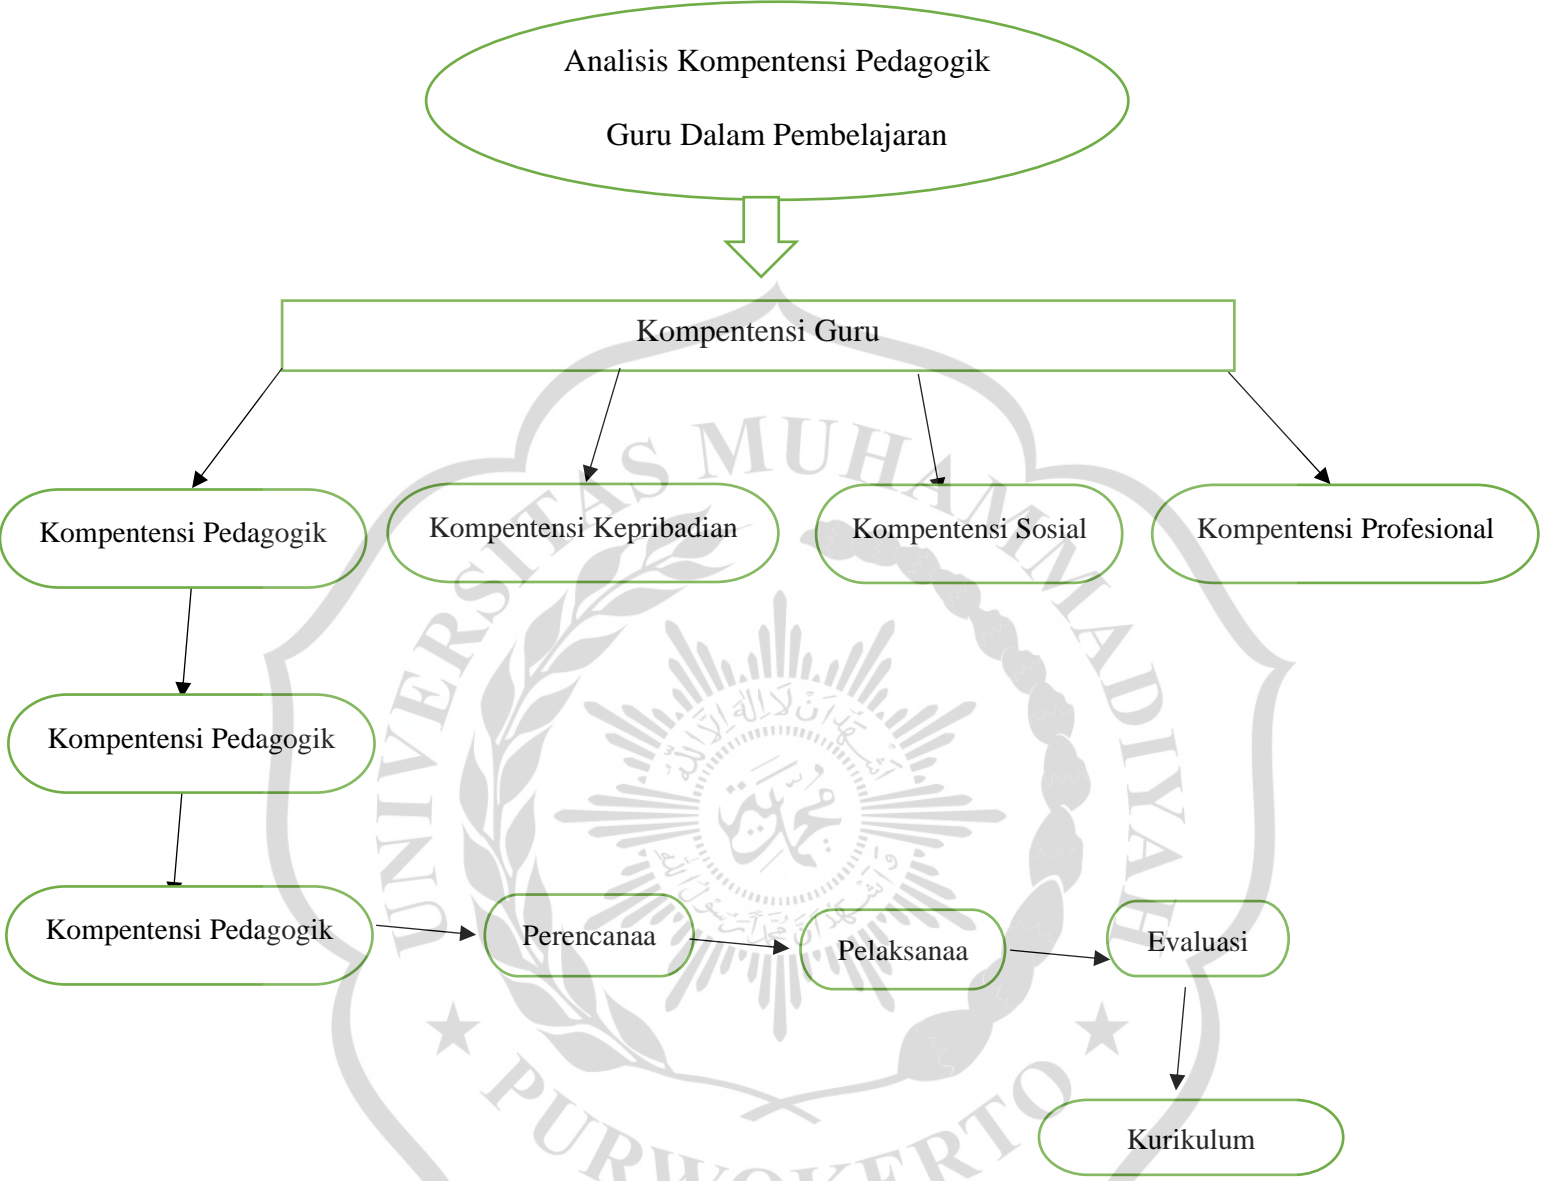 Analisis Kompentensi Pedagogik
Guru Dalam Pembelajaran
Kompentensi Guru
Kompentensi Pedagogik
Kompentensi Kepribadian
Kompentensi Sosial
Kompentensi Profesional
Kompentensi Pedagogik
Kompentensi Pedagogik
Perencanaa
Pelaksanaa
Evaluasi
Kurikulum
UNIVERSITAS MUHAMMADIYAH
PURWOKERTO